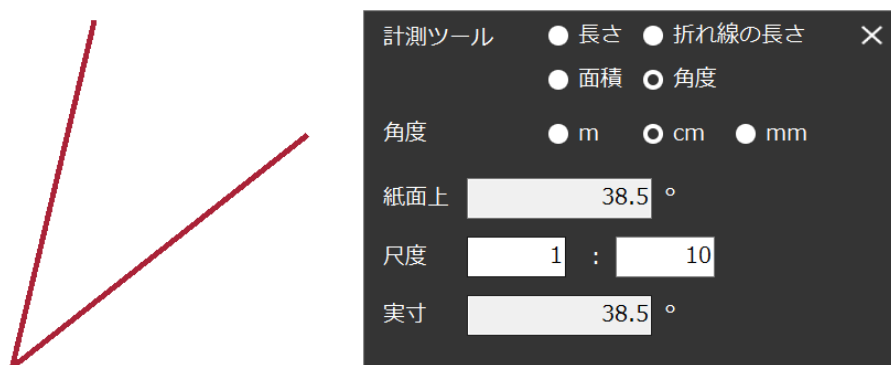 計測ツール 長さ 折れ線の長さ ×
面積 角度
角度 m cm mm
紙面上 38.5 °
尺度 1 : 10
実寸 38.5 °